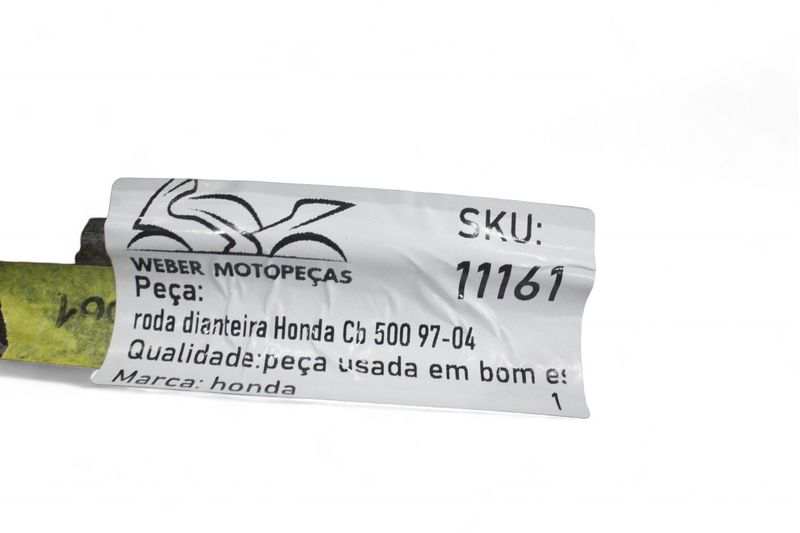 WEBER MOTOPEÇAS
SKU:
11161
Peça:
roda dianteira Honda Cb 500 97-04
Qualidade:peça usada em bom es
Marca: honda
1